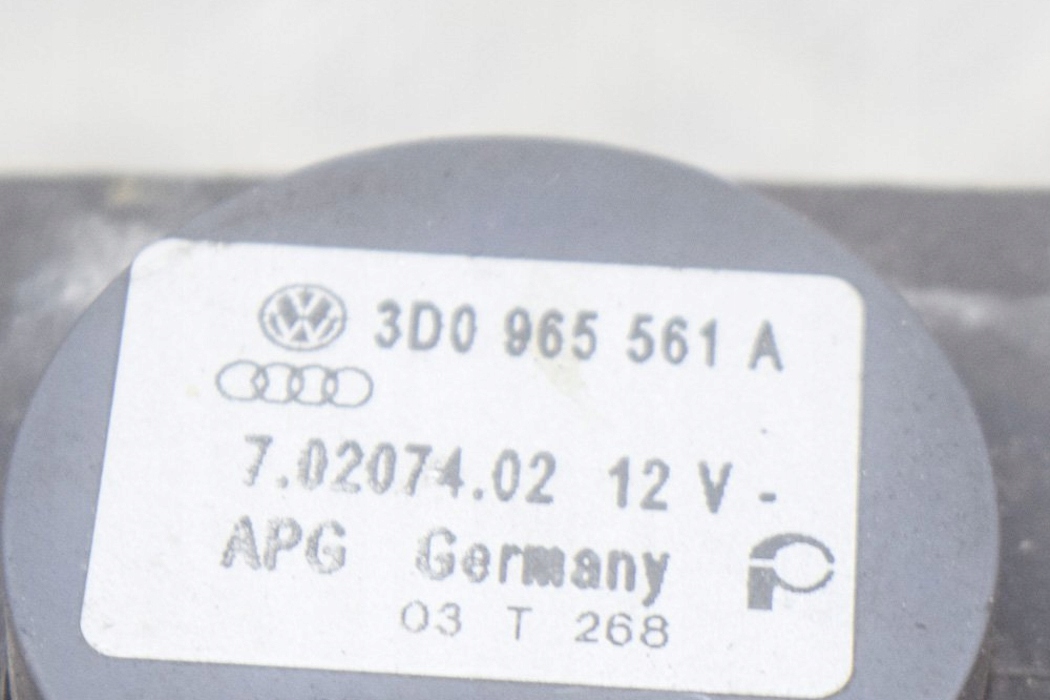 3D0 965 561 A
7.02074.02 12 V -
APG Germany
03 T 268